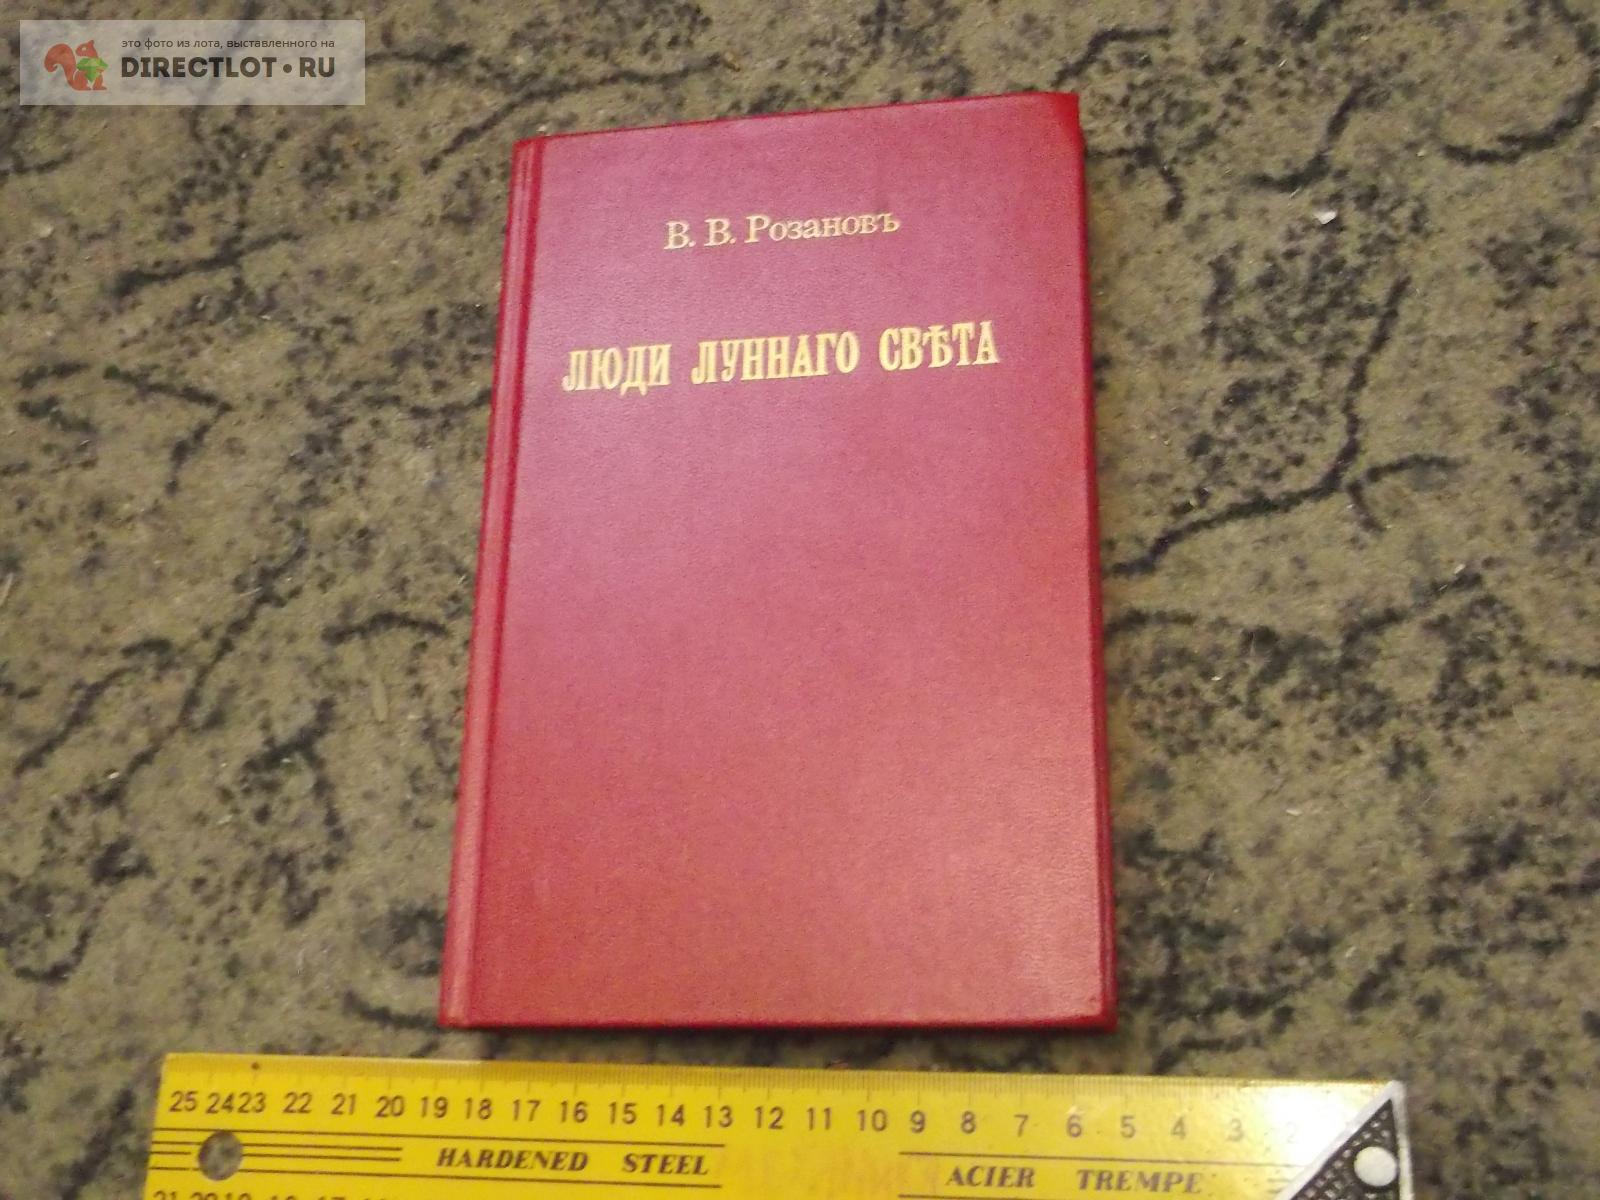 это фото из лота, выставленного на
DIRECTLOT•RU
В. В. Розановъ
ЛЮДИ ЛУННАГО СВѢТА
25 24 23 22 21 20 19 18 17 16 15 14 13 12 11 10 9 8 7 6 5 4 3 2
HARDENED STEEL
ACIER TREMPE